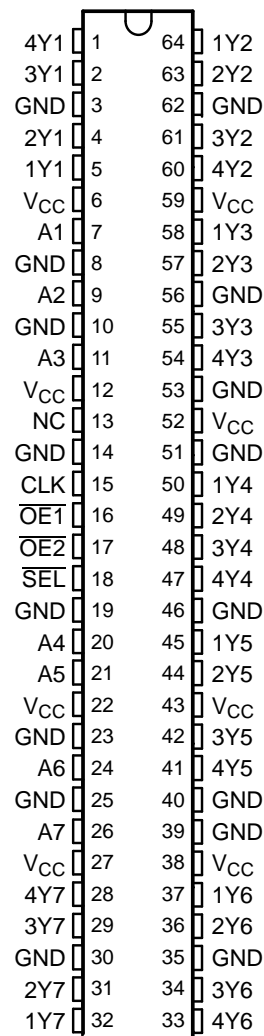 4Y1 1 64 1Y2
3Y1 2 63 2Y2
GND 3 62 GND
2Y1 4 61 3Y2
1Y1 5 60 4Y2
VCC 6 59 VCC
A1 7 58 1Y3
GND 8 57 2Y3
A2 9 56 GND
GND 10 55 3Y3
A3 11 54 4Y3
VCC 12 53 GND
NC 13 52 VCC
GND 14 51 GND
CLK 15 50 1Y4
OE1 16 49 2Y4
OE2 17 48 3Y4
SEL 18 47 4Y4
GND 19 46 GND
A4 20 45 1Y5
A5 21 44 2Y5
VCC 22 43 VCC
GND 23 42 3Y5
A6 24 41 4Y5
GND 25 40 GND
A7 26 39 GND
VCC 27 38 VCC
4Y7 28 37 1Y6
3Y7 29 36 2Y6
GND 30 35 GND
2Y7 31 34 3Y6
1Y7 32 33 4Y6